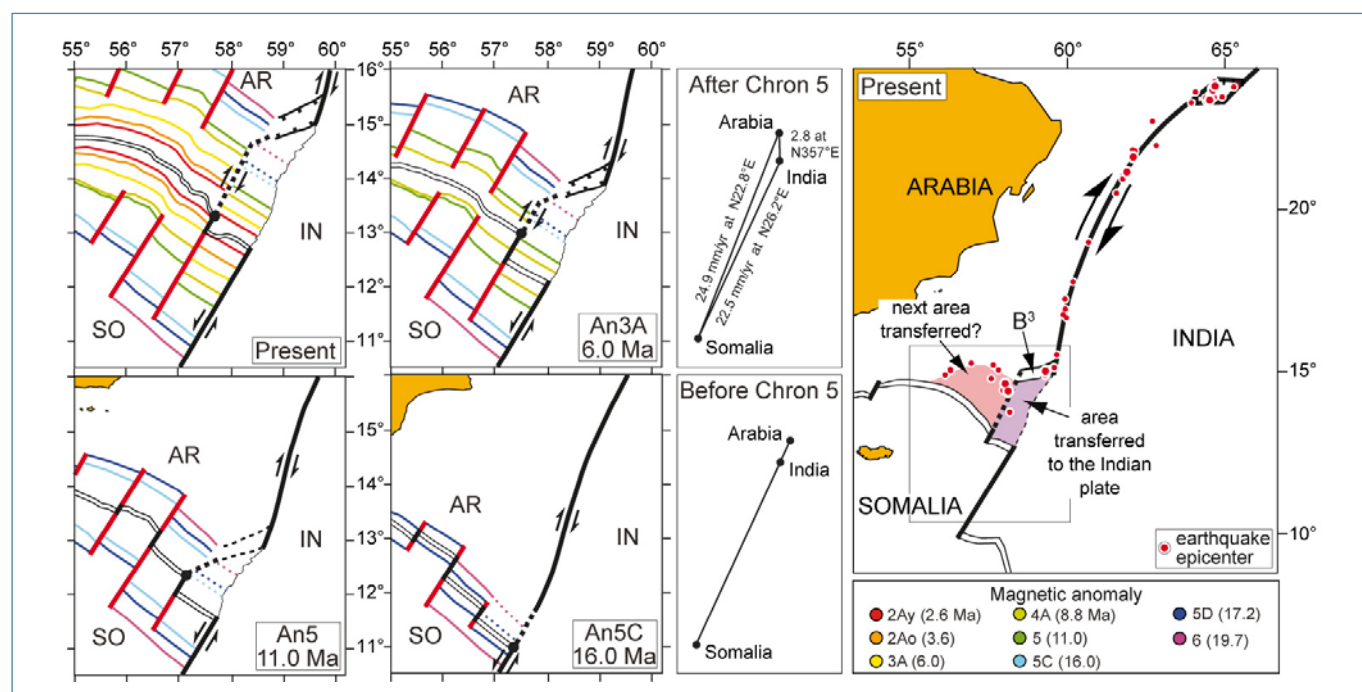 55° 56° 57° 58° 59° 60°
16°
15°
14°
13°
12°
11°
AR
IN
SO
Present
55° 56° 57° 58° 59° 60°
AR
IN
SO
An3A
6.0 Ma
15°
14°
13°
12°
11°
AR
IN
SO
An5
11.0 Ma
AR
IN
SO
An5C
16.0 Ma
After Chron 5
Arabia
2.8 at
N357°E
India
24.9 mm/yr at N22.8°E
22.5 mm/yr at N26.2°E
Somalia
Before Chron 5
Arabia
India
Somalia
55° 60° 65°
Present
ARABIA
20°
next area
transferred?
B3
INDIA
15°
area
transferred
to the Indian
plate
SOMALIA
10°
earthquake
epicenter
Magnetic anomaly
2Ay (2.6 Ma) 4A (8.8 Ma) 5D (17.2)
2Ao (3.6) 5 (11.0) 6 (19.7)
3A (6.0) 5C (16.0)